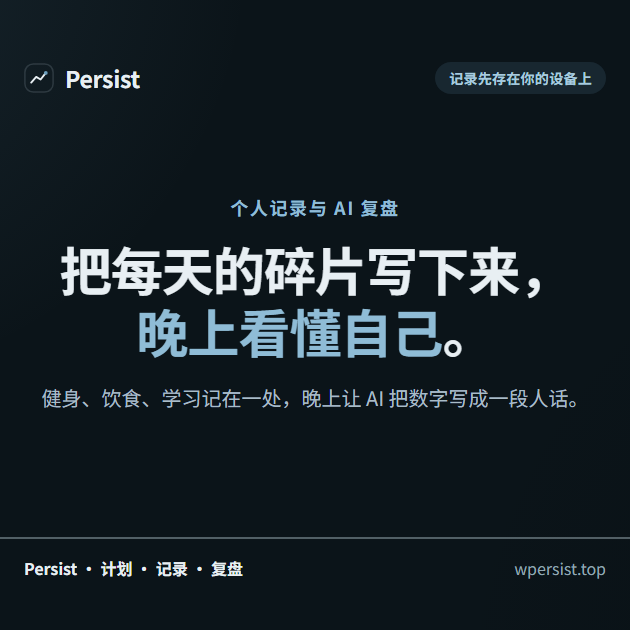 Persist
记录先存在你的设备上
个人记录与 AI 复盘
把每天的碎片写下来，
晚上看懂自己。
健身、饮食、学习记在一处，晚上让 AI 把数字写成一段人话。
Persist · 计划 · 记录 · 复盘
wpersist.top